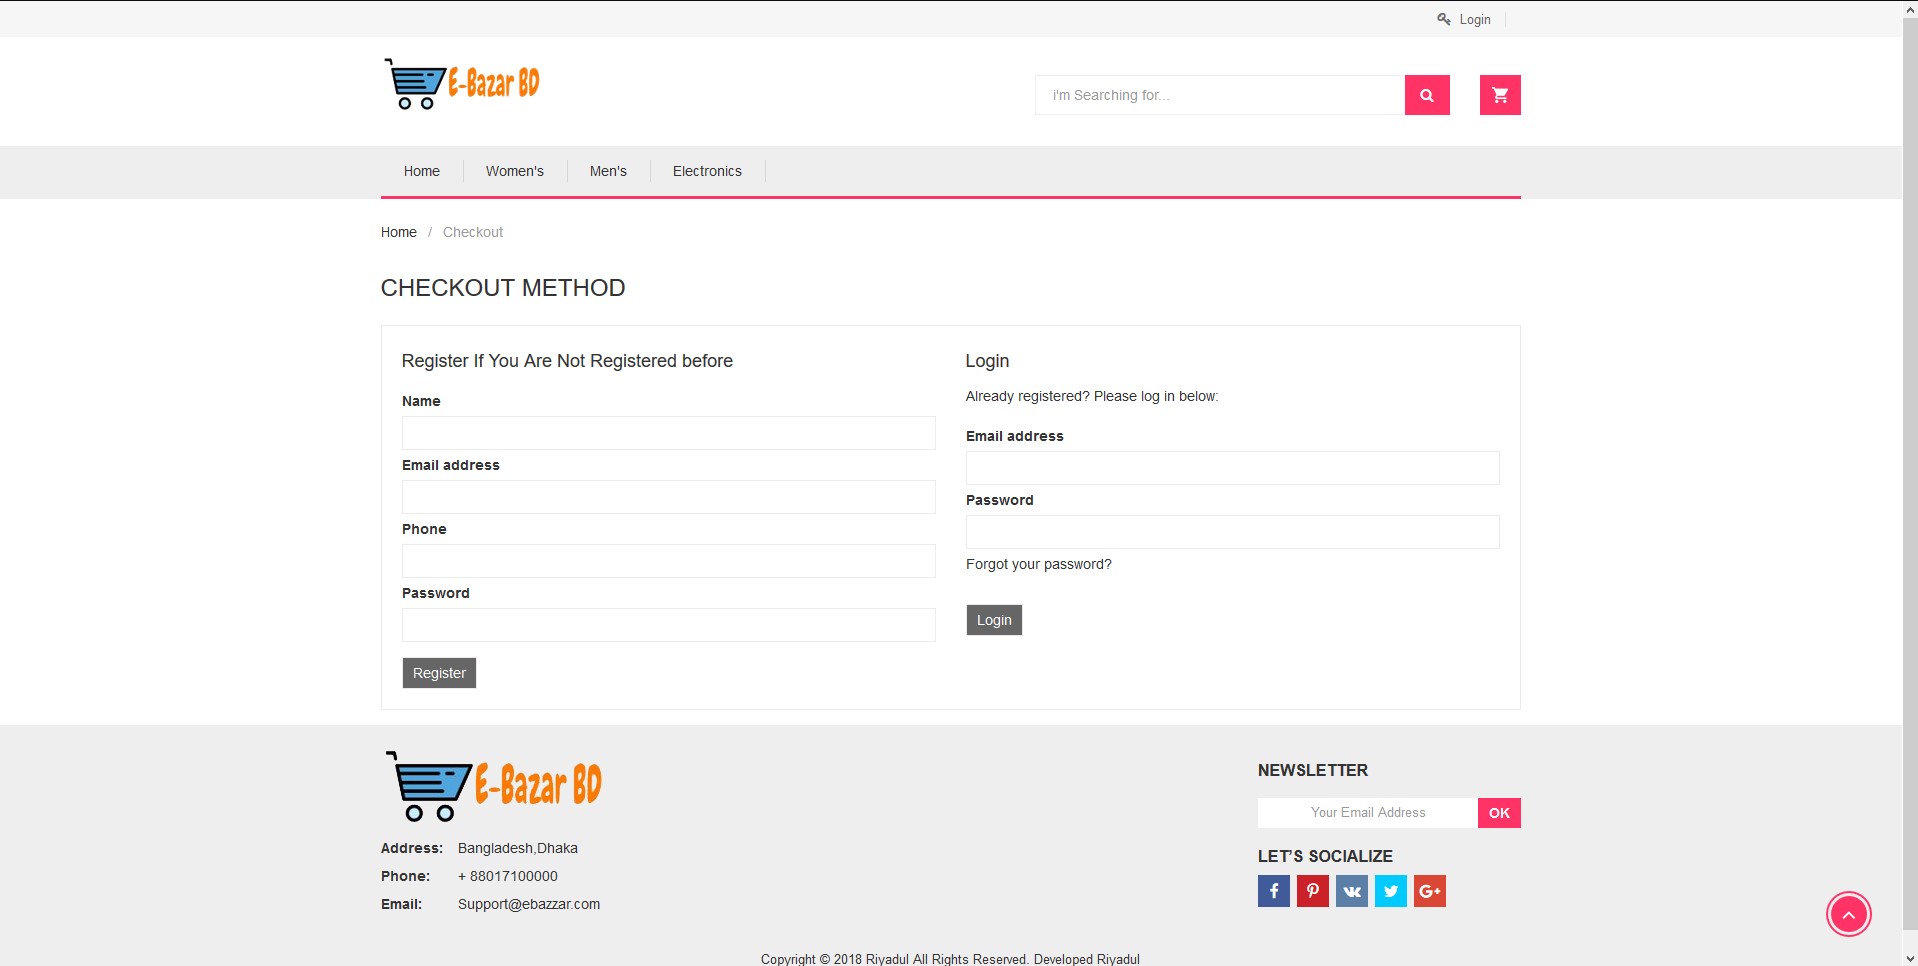 Login
E-Bazar BD
i'm Searching for...
Home Women's Men's Electronics
Home / Checkout
CHECKOUT METHOD
Register If You Are Not Registered before
Name
Email address
Phone
Password
Register
Login
Already registered? Please log in below:
Email address
Password
Forgot your password?
Login
E-Bazar BD
Address: Bangladesh,Dhaka
Phone: + 88017100000
Email: Support@ebazzar.com
NEWSLETTER
Your Email Address OK
LET’S SOCIALIZE
Copyright © 2018 Riyadul All Rights Reserved. Developed Riyadul